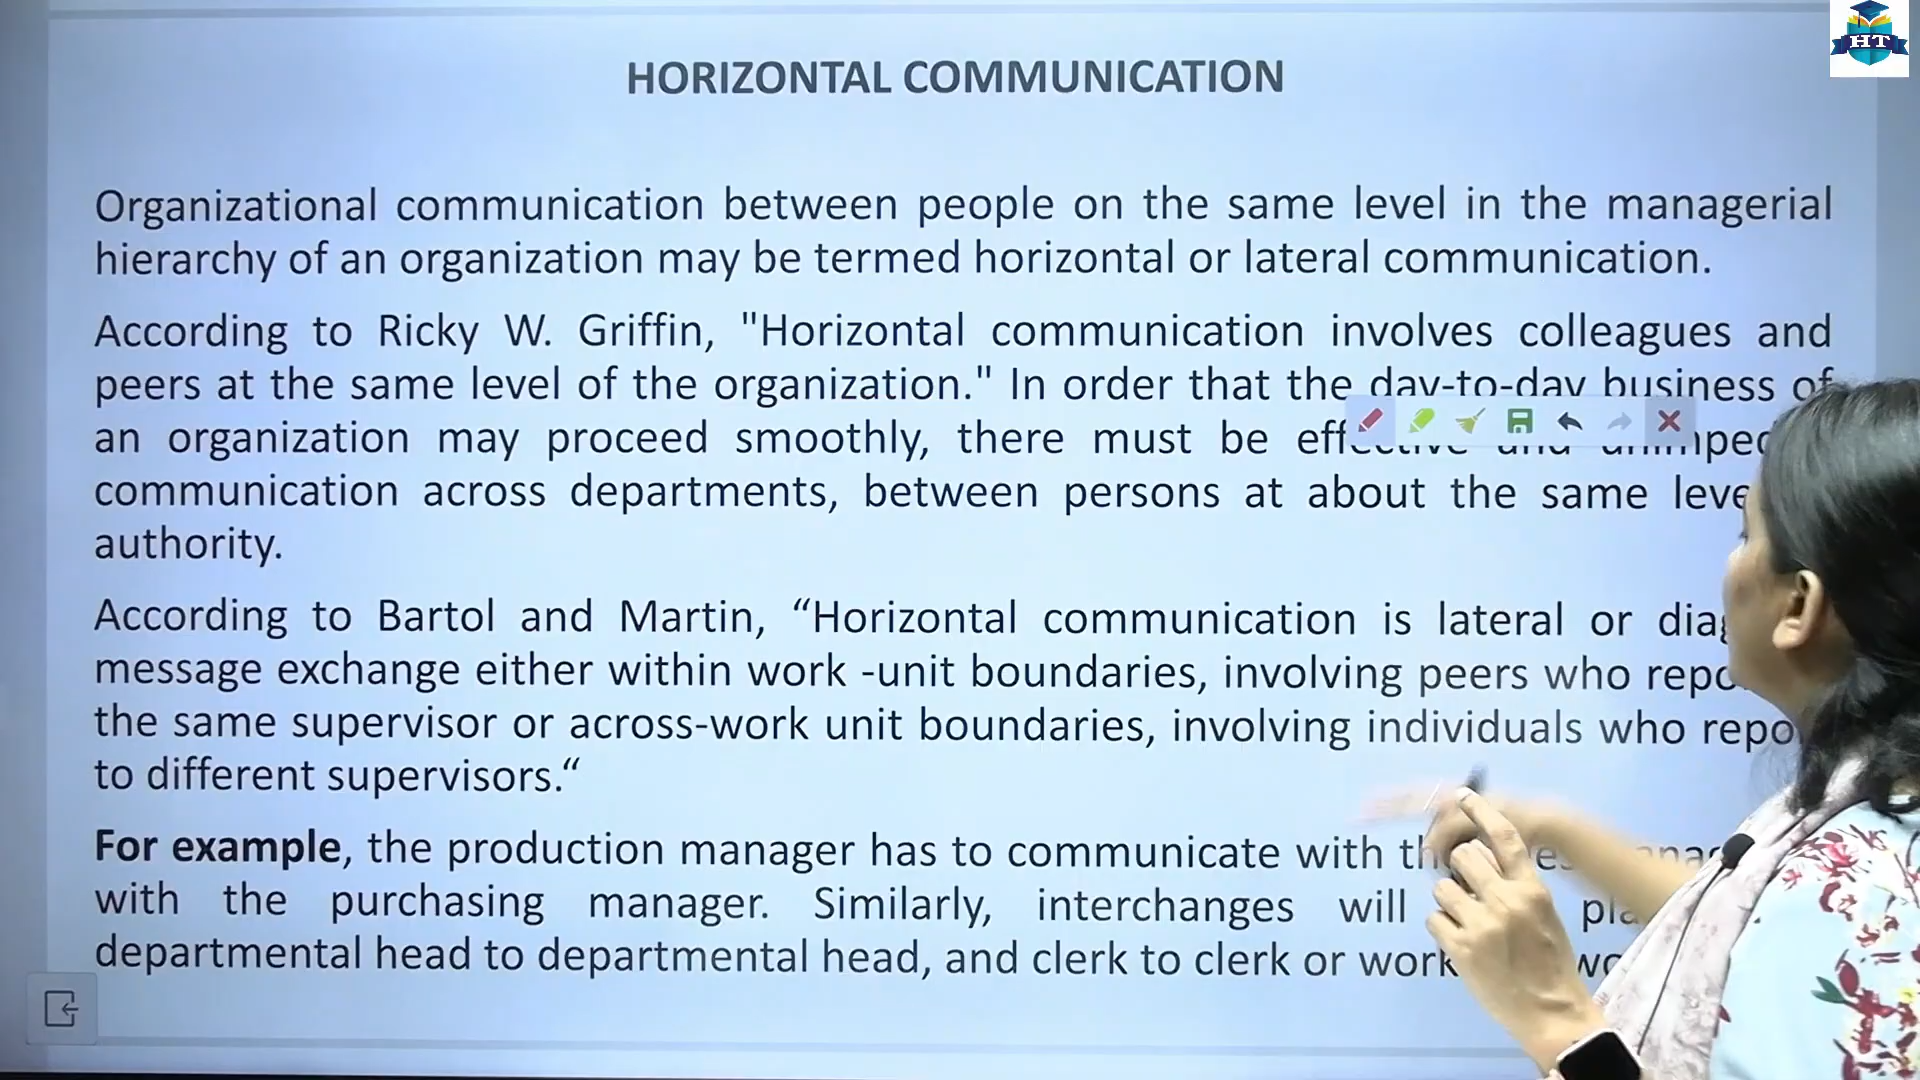 HT
HORIZONTAL COMMUNICATION
Organizational communication between people on the same level in the managerial
hierarchy of an organization may be termed horizontal or lateral communication.
According to Ricky W. Griffin, "Horizontal communication involves colleagues and
peers at the same level of the organization." In order that the day-to-day business of
an organization may proceed smoothly, there must be
communication across departments, between persons at about the same
authority.
According to Bartol and Martin, “Horizontal communication is lateral or
message exchange either within work -unit boundaries, involving peers who
the same supervisor or across-work unit boundaries, involving individuals who
to different supervisors.“
For example, the production manager has to communicate with
with the purchasing manager. Similarly, interchanges will
departmental head to departmental head, and clerk to clerk or